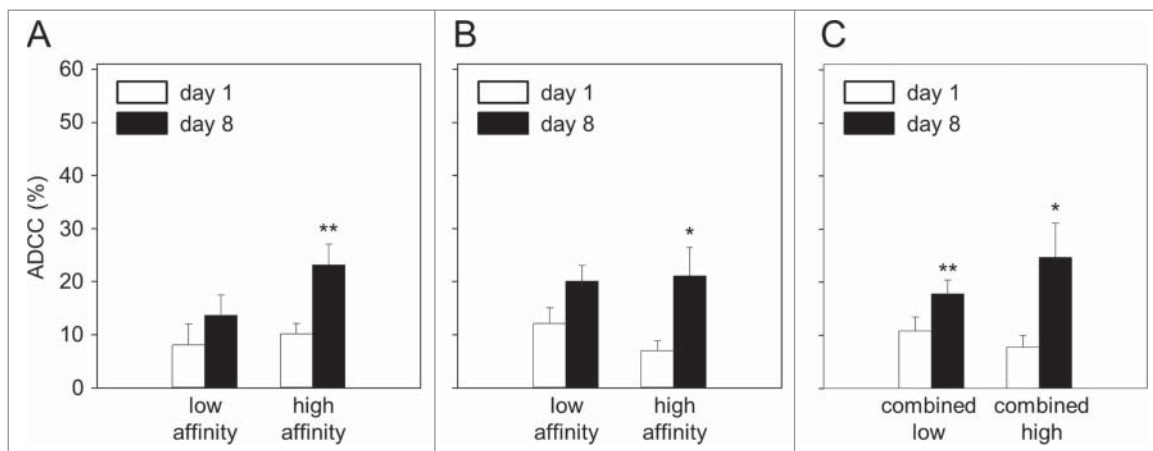 A
60
50
40
30
20
10
0
ADCC (%)
day 1
day 8
**
low
affinity
high
affinity
B
day 1
day 8
*
low
affinity
high
affinity
C
day 1
day 8
**
*
combined
low
combined
high